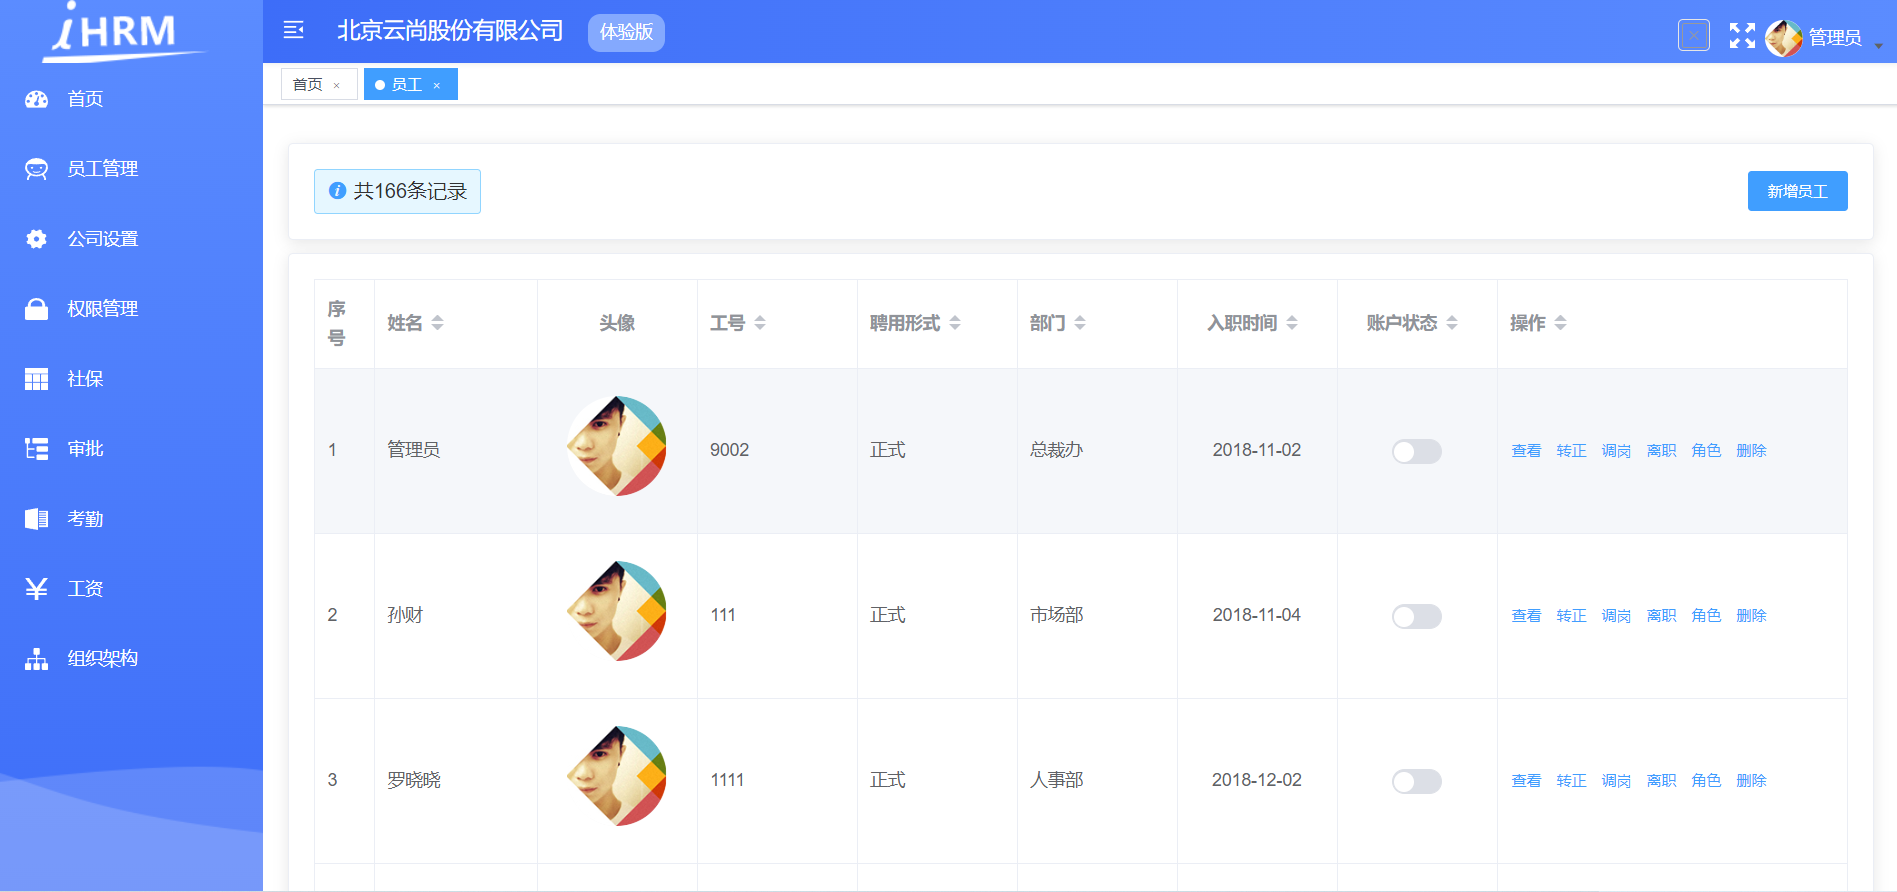 iHRM
首页
员工管理
公司设置
权限管理
社保
审批
考勤
工资
组织架构
北京云尚股份有限公司 体验版 管理员
首页 × 员工 ×
共166条记录 新增员工
序号 姓名 头像 工号 聘用形式 部门 入职时间 账户状态 操作
1 管理员 9002 正式 总裁办 2018-11-02 查看 转正 调岗 离职 角色 删除
2 孙财 111 正式 市场部 2018-11-04 查看 转正 调岗 离职 角色 删除
3 罗晓晓 1111 正式 人事部 2018-12-02 查看 转正 调岗 离职 角色 删除